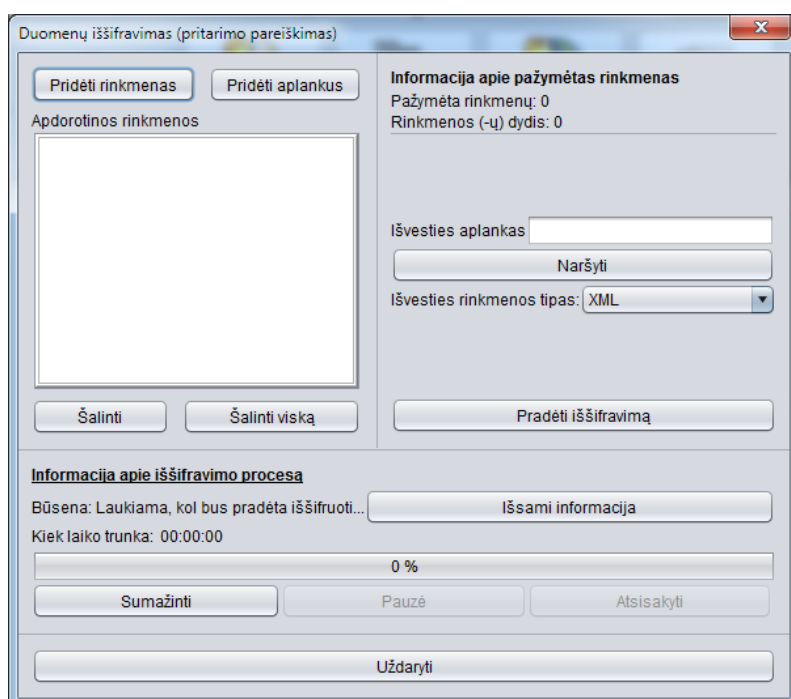 Duomenų iššifravimas (pritarimo pareiškimas)
Pridėti rinkmenas
Pridėti aplankus
Apdorotinos rinkmenos
Šalinti
Šalinti viską
Informacija apie pažymėtas rinkmenas
Pažymėta rinkmenų: 0
Rinkmenos (-ų) dydis: 0
Išvesties aplankas
Naršyti
Išvesties rinkmenos tipas: XML
Pradėti iššifravimą
Informacija apie iššifravimo procesą
Būsena: Laukiama, kol bus pradėta iššifruoti...
Išsami informacija
Kiek laiko trunka: 00:00:00
0 %
Sumažinti
Pauzė
Atsisakyti
Uždaryti